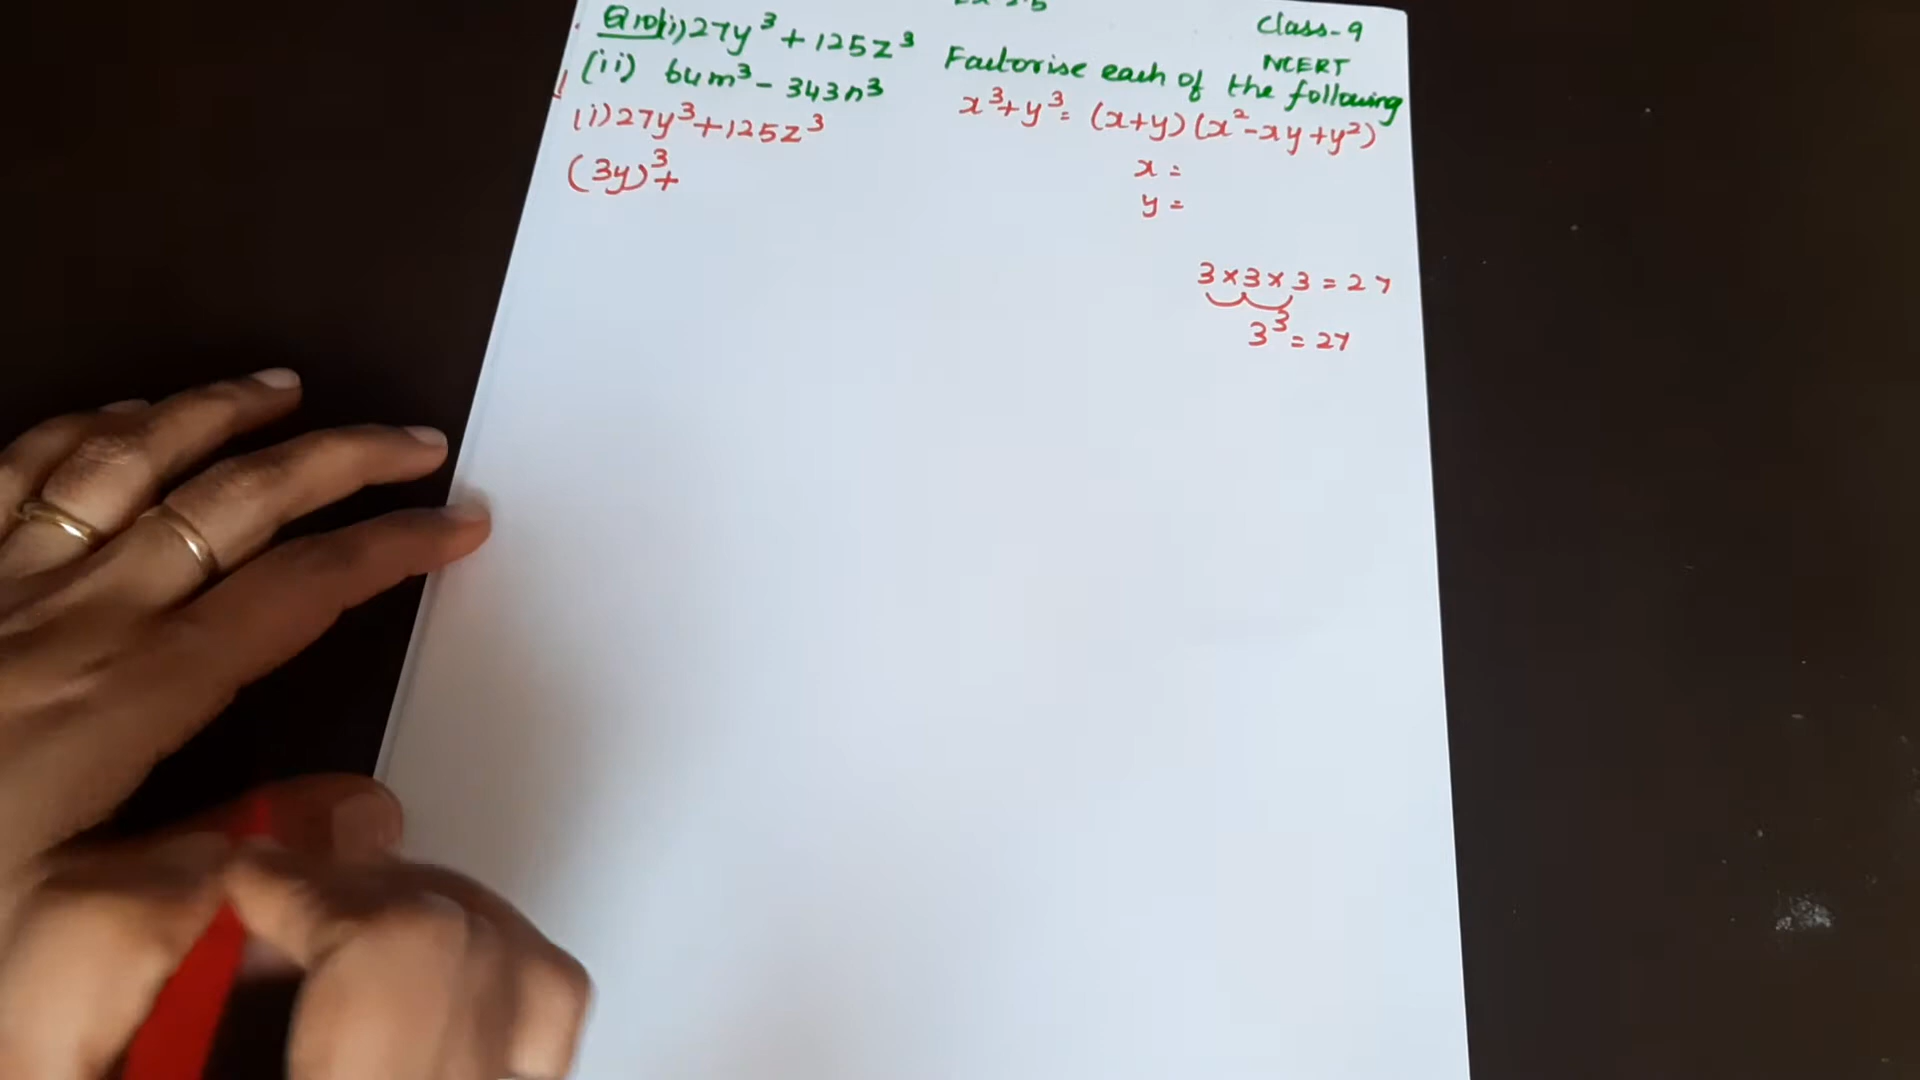 Class-9
Q10(i) 27y³ + 125z³
NCERT
Factorise each of the following
(ii) 64m³ - 343n³
(i) 27y³ + 125z³
x³+y³ = (x+y)(x²-xy+y²)
(3y)³ +
x =
y =
3×3×3 = 27
3³ = 27